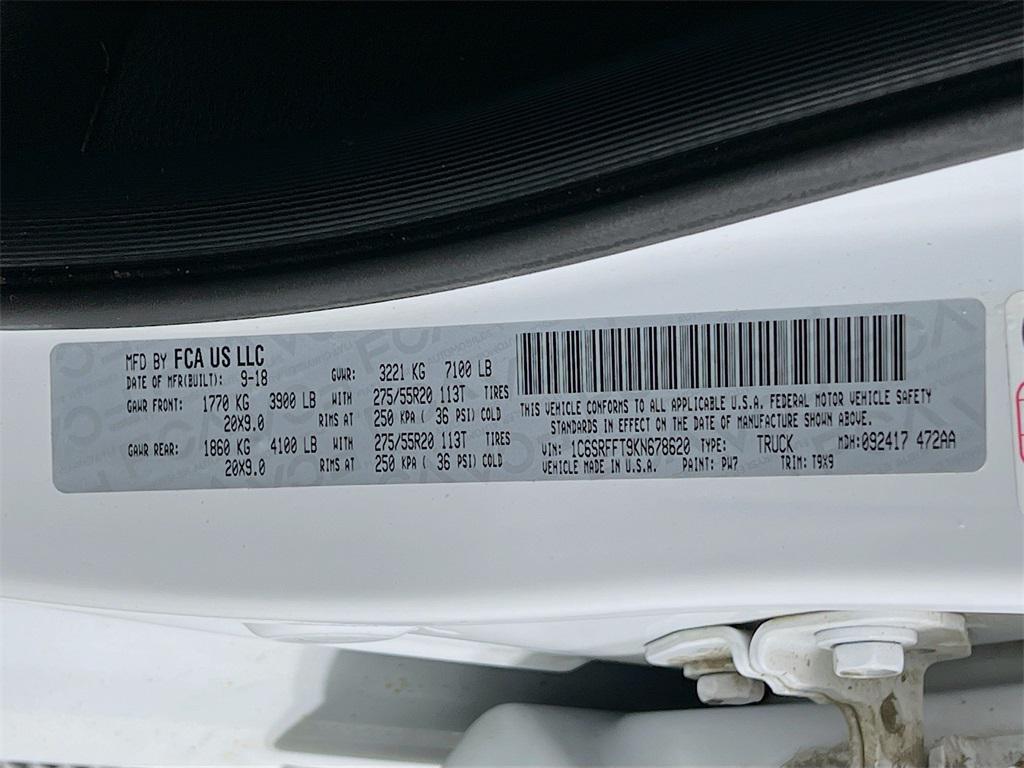 MFD BY FCA US LLC
DATE OF MFR(BUILT): 9-18 GVWR: 3221 KG 7100 LB
GAWR FRONT: 1770 KG 3900 LB WITH 275/55R20 113T TIRES
20X9.0 RIMS AT 250 KPA ( 36 PSI) COLD
GAWR REAR: 1860 KG 4100 LB WITH 275/55R20 113T TIRES
20X9.0 RIMS AT 250 KPA ( 36 PSI) COLD
THIS VEHICLE CONFORMS TO ALL APPLICABLE U.S.A. FEDERAL MOTOR VEHICLE SAFETY
STANDARDS IN EFFECT ON THE DATE OF MANUFACTURE SHOWN ABOVE.
VIN: 1C6SRFFT9KN678620 TYPE: TRUCK MDH:092417 472AA
VEHICLE MADE IN U.S.A. PAINT: PW7 TRIM: T9X9